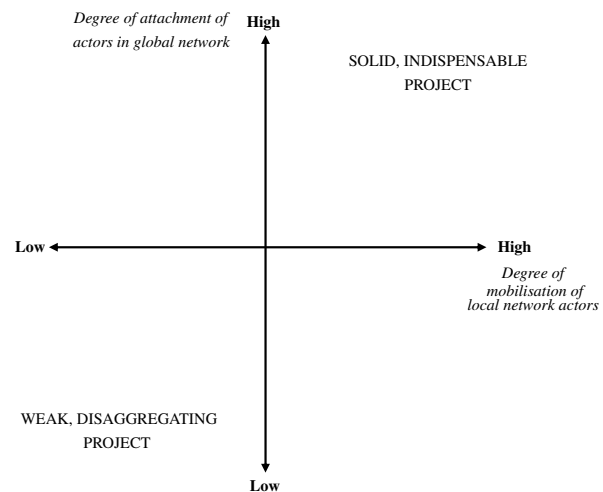 Degree of attachment of
actors in global network
High
SOLID, INDISPENSABLE
PROJECT
Low
High
Degree of
mobilisation of
local network actors
WEAK, DISAGGREGATING
PROJECT
Low